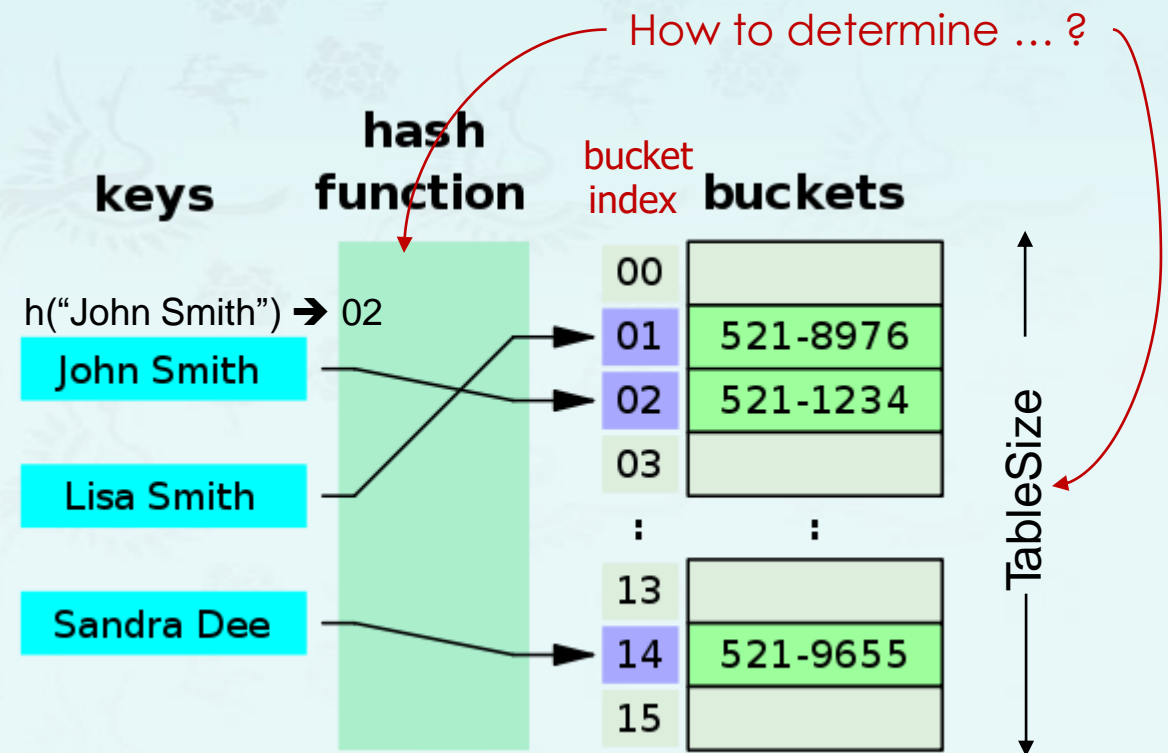 How to determine … ?
keys
hash
function
bucket
index
buckets
h(“John Smith”) ➔ 02
John Smith
Lisa Smith
Sandra Dee
00
01 521-8976
02 521-1234
03
: :
13
14 521-9655
15
TableSize